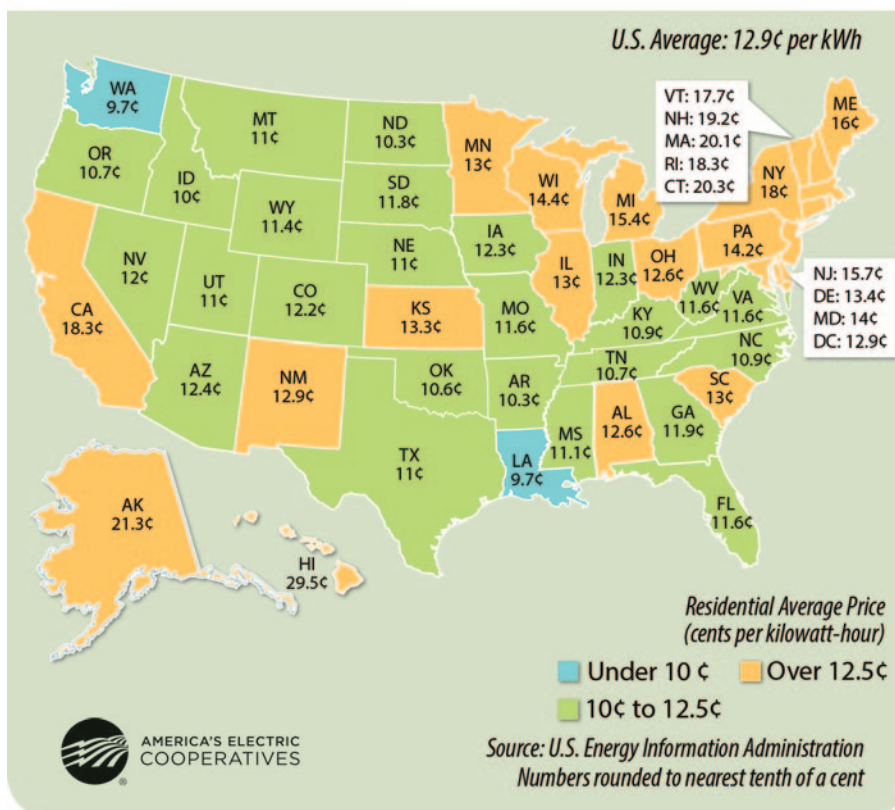 U.S. Average: 12.9¢ per kWh
WA
9.7¢
OR
10.7¢
ID
10¢
MT
11¢
ND
10.3¢
MN
13¢
WI
14.4¢
MI
15.4¢
VT: 17.7¢
NH: 19.2¢
MA: 20.1¢
RI: 18.3¢
CT: 20.3¢
ME
16¢
NY
18¢
WY
11.4¢
SD
11.8¢
NE
11¢
IA
12.3¢
IL
13¢
IN
12.3¢
OH
12.6¢
PA
14.2¢
NJ: 15.7¢
DE: 13.4¢
MD: 14¢
DC: 12.9¢
NV
12¢
UT
11¢
CO
12.2¢
KS
13.3¢
MO
11.6¢
KY
10.9¢
WV
11.6¢
VA
11.6¢
CA
18.3¢
AZ
12.4¢
NM
12.9¢
OK
10.6¢
AR
10.3¢
TN
10.7¢
NC
10.9¢
SC
13¢
TX
11¢
LA
9.7¢
MS
11.1¢
AL
12.6¢
GA
11.9¢
FL
11.6¢
AK
21.3¢
HI
29.5¢
Residential Average Price
(cents per kilowatt-hour)
Under 10 ¢
Over 12.5¢
10¢ to 12.5¢
AMERICA'S ELECTRIC
COOPERATIVES
®
Source: U.S. Energy Information Administration
Numbers rounded to nearest tenth of a cent